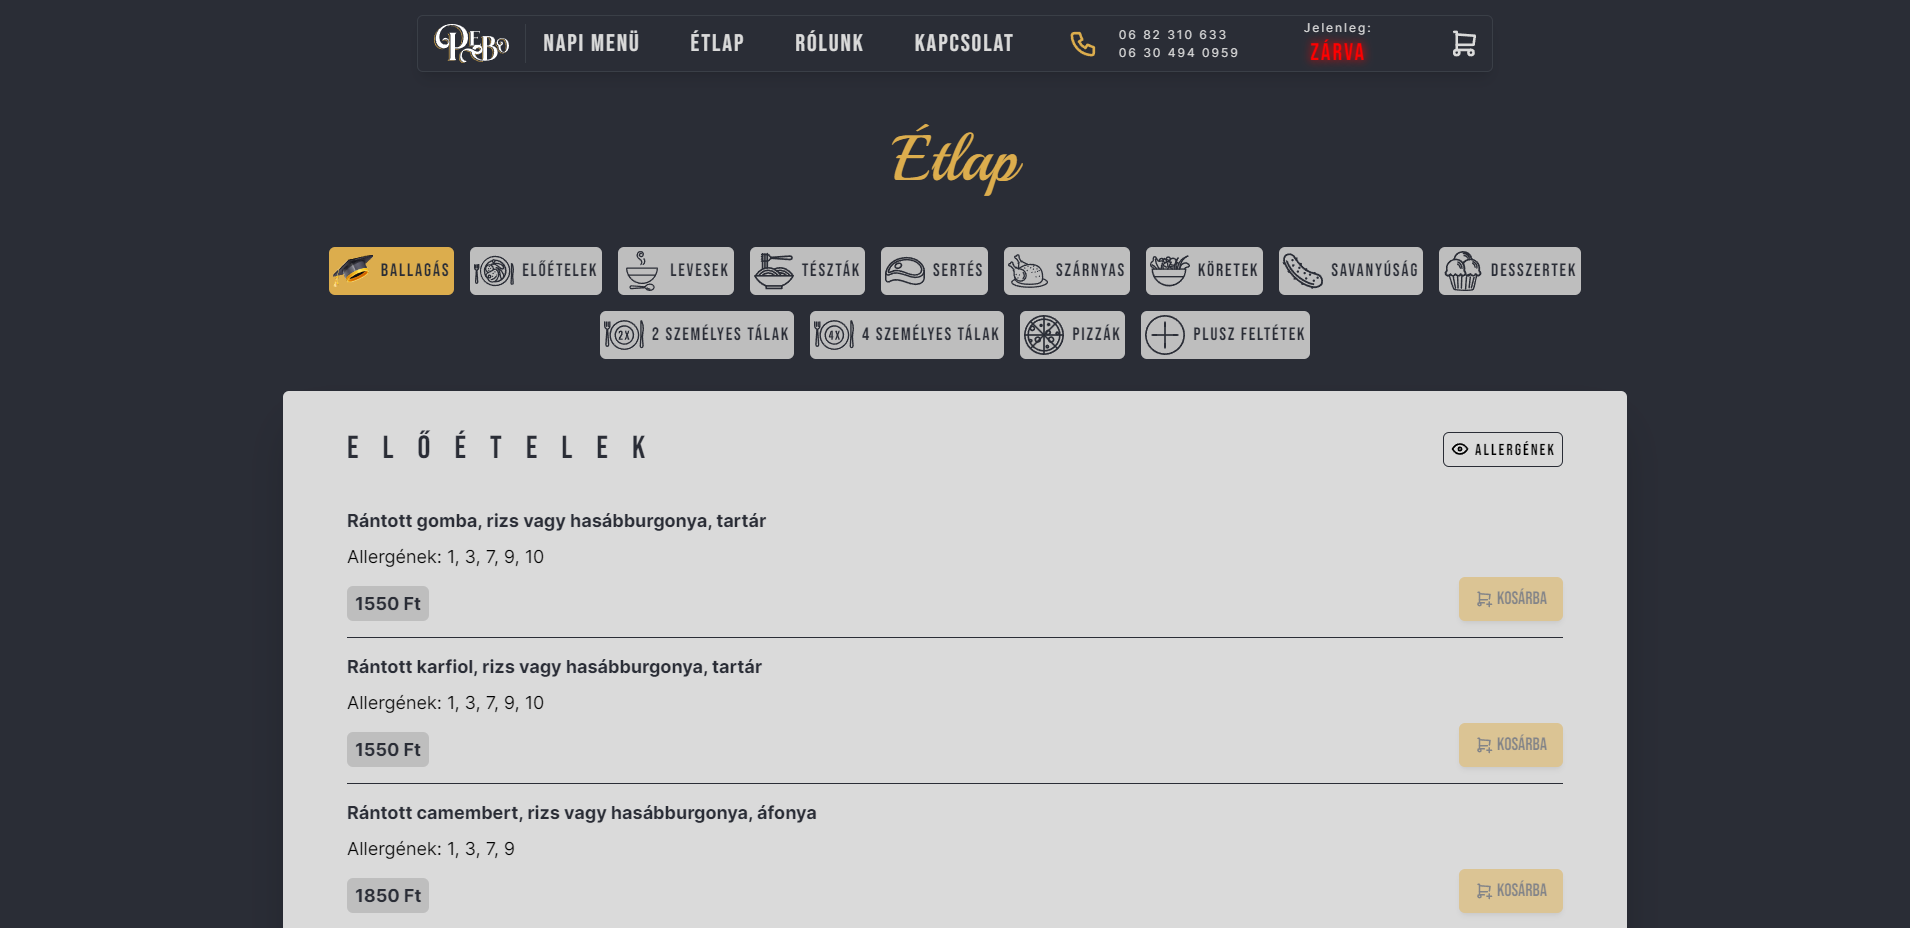 PEEBO
NAPI MENÜ
ÉTLAP
RÓLUNK
KAPCSOLAT
06 82 310 633
06 30 494 0959
Jelenleg:
ZÁRVA
Étlap
BALLAGÁS
ELŐÉTELEK
LEVESEK
TÉSZTÁK
SERTÉS
SZÁRNYAS
KÖRETEK
SAVANYÚSÁG
DESSZERTEK
2X
2 SZEMÉLYES TÁLAK
4X
4 SZEMÉLYES TÁLAK
PIZZÁK
PLUSZ FELTÉTEK
ELŐÉTELEK
ALLERGÉNEK
Rántott gomba, rizs vagy hasábburgonya, tartár
Allergének: 1, 3, 7, 9, 10
1550 Ft
KOSÁRBA
Rántott karfiol, rizs vagy hasábburgonya, tartár
Allergének: 1, 3, 7, 9, 10
1550 Ft
KOSÁRBA
Rántott camembert, rizs vagy hasábburgonya, áfonya
Allergének: 1, 3, 7, 9
1850 Ft
KOSÁRBA